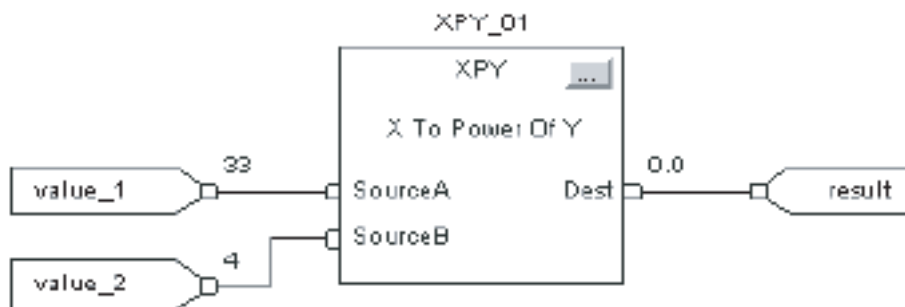 XPY_01
XPY
...
X To Power Of Y
33
0.0
value_1
SourceA
Dest
result
SourceB
4
value_2